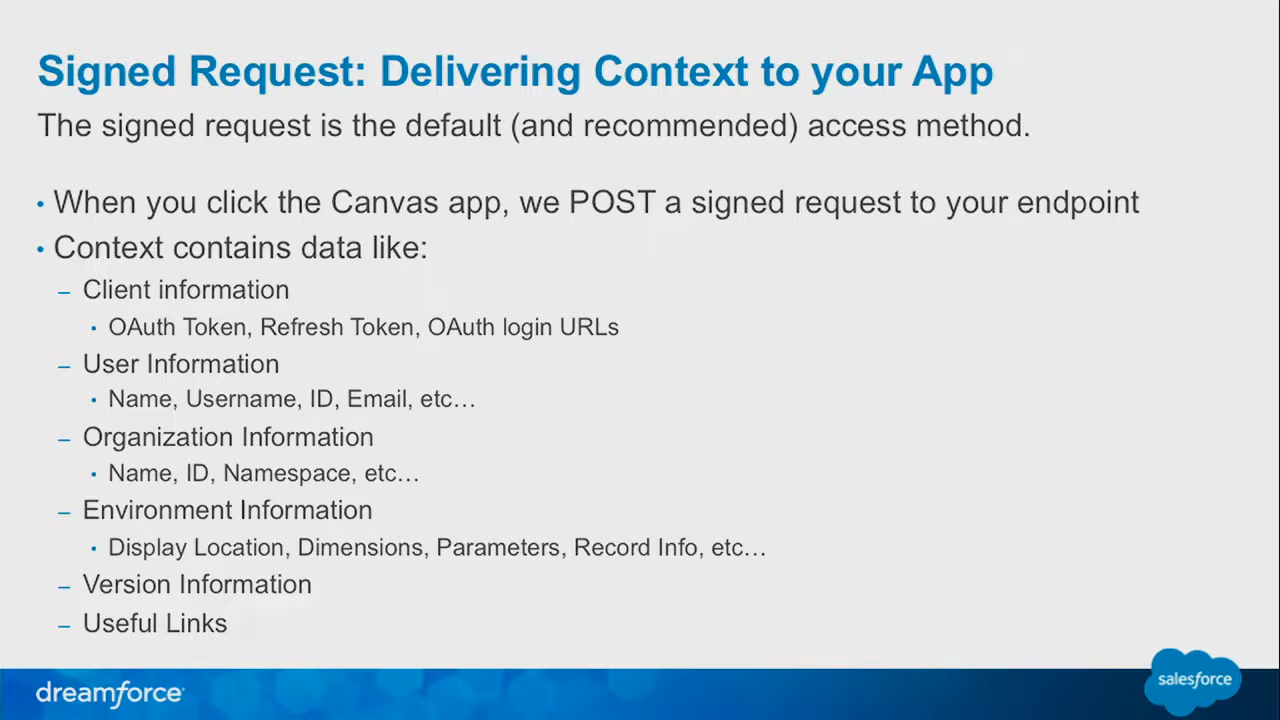 Signed Request: Delivering Context to your App
The signed request is the default (and recommended) access method.
• When you click the Canvas app, we POST a signed request to your endpoint
• Context contains data like:
– Client information
• OAuth Token, Refresh Token, OAuth login URLs
– User Information
• Name, Username, ID, Email, etc…
– Organization Information
• Name, ID, Namespace, etc…
– Environment Information
• Display Location, Dimensions, Parameters, Record Info, etc…
– Version Information
– Useful Links
dreamforce
salesforce